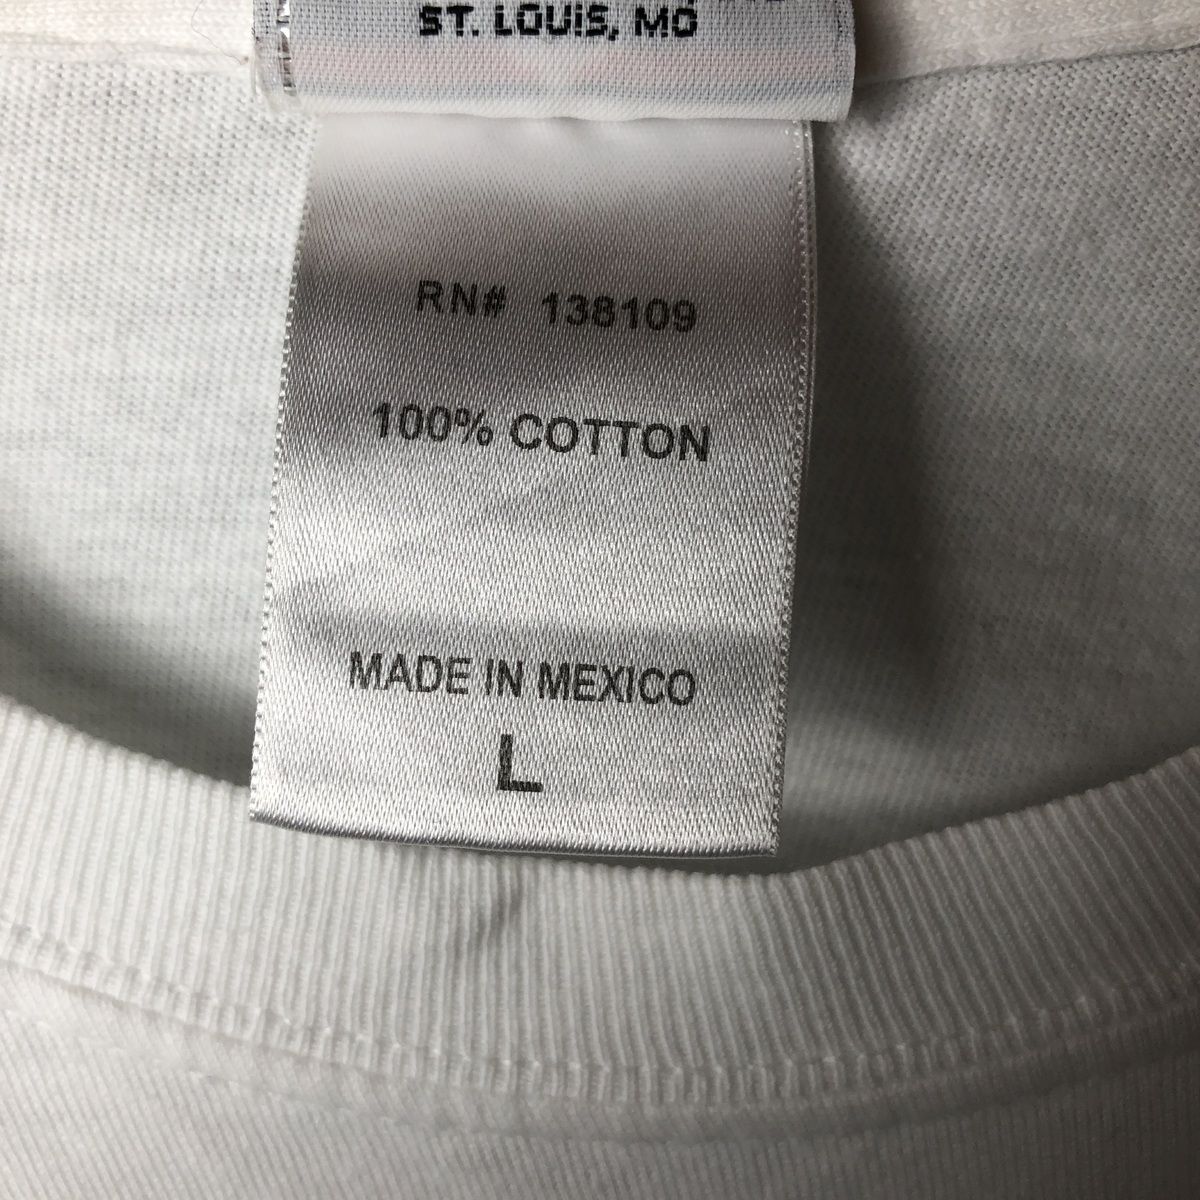 ST. LOUIS, MO
RN# 138109
100% COTTON
MADE IN MEXICO
L